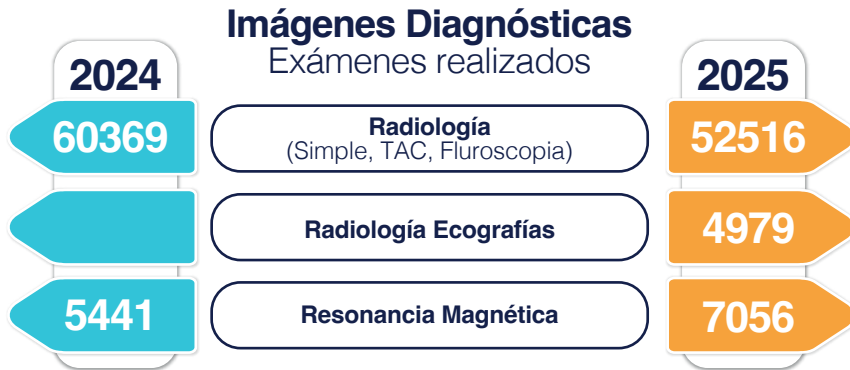 Imágenes Diagnósticas
Exámenes realizados
2024
2025
60369
Radiología
(Simple, TAC, Fluroscopia)
52516
Radiología Ecografías
4979
5441
Resonancia Magnética
7056